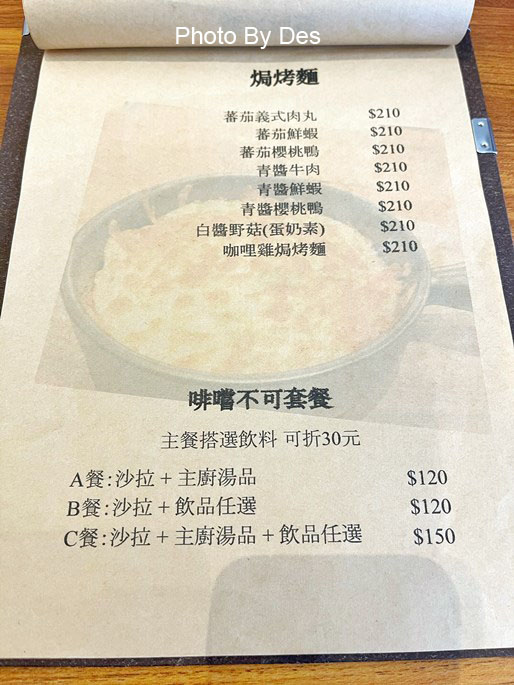 Photo By Des
焗烤麵
蕃茄義式肉丸 $210
蕃茄鮮蝦 $210
蕃茄櫻桃鴨 $210
青醬牛肉 $210
青醬鮮蝦 $210
青醬櫻桃鴨 $210
白醬野菇(蛋奶素) $210
咖哩雞焗烤麵 $210
啡嚐不可套餐
主餐搭選飲料 可折30元
A餐:沙拉 + 主廚湯品 $120
B餐:沙拉 + 飲品任選 $120
C餐:沙拉 + 主廚湯品 + 飲品任選 $150